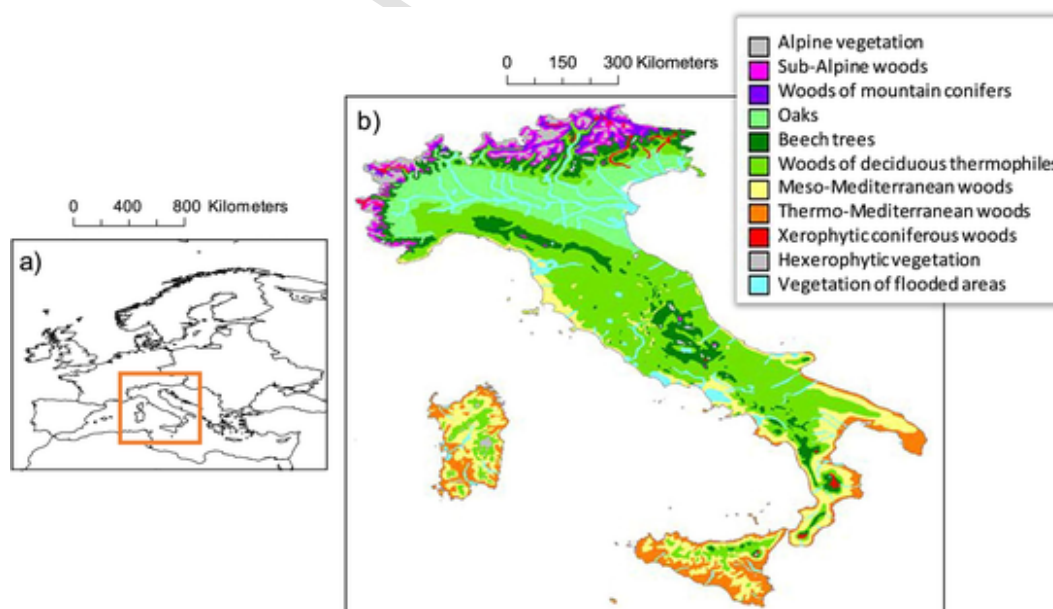 0 400 800 Kilometers
a)
0 150 300 Kilometers
b)
Alpine vegetation
Sub-Alpine woods
Woods of mountain conifers
Oaks
Beech trees
Woods of deciduous thermophiles
Meso-Mediterranean woods
Thermo-Mediterranean woods
Xerophytic coniferous woods
Hexerophytic vegetation
Vegetation of flooded areas